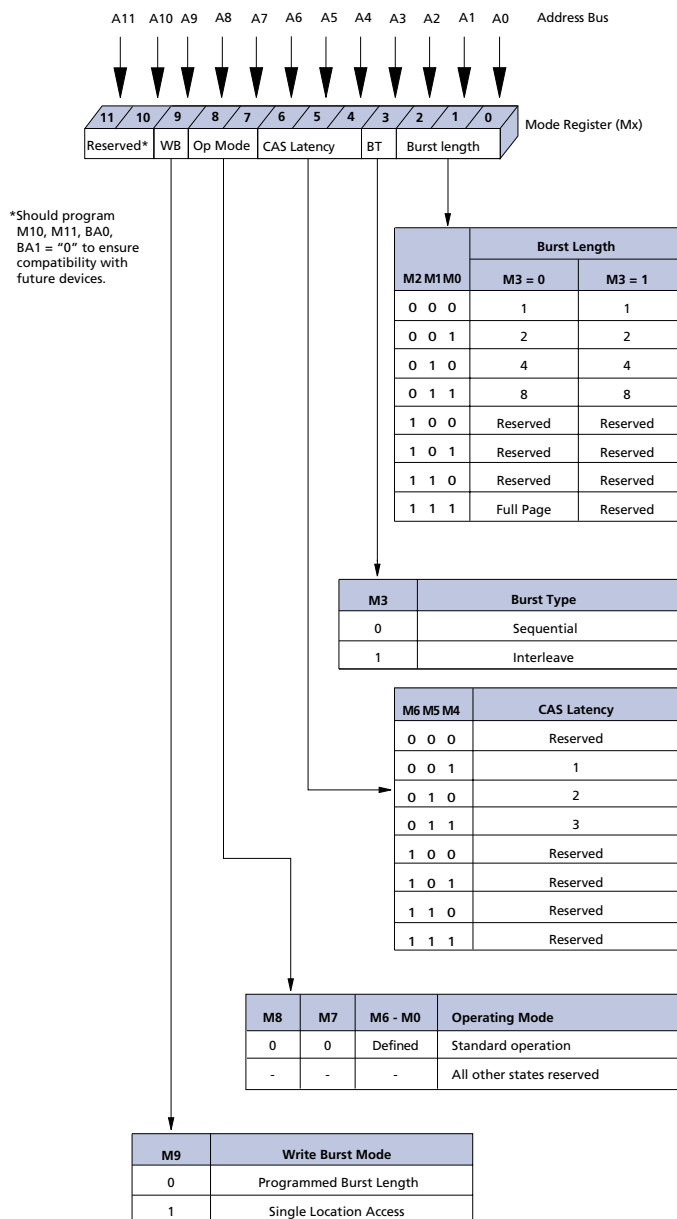 A11 A10 A9 A8 A7 A6 A5 A4 A3 A2 A1 A0 Address Bus
11 10 9 8 7 6 5 4 3 2 1 0
Mode Register (Mx)
Reserved* WB Op Mode CAS Latency BT Burst length
*Should program
M10, M11, BA0,
BA1 = “0” to ensure
compatibility with
future devices.
Burst Length
M2 M1 M0 M3 = 0 M3 = 1
0 0 0 1 1
0 0 1 2 2
0 1 0 4 4
0 1 1 8 8
1 0 0 Reserved Reserved
1 0 1 Reserved Reserved
1 1 0 Reserved Reserved
1 1 1 Full Page Reserved
M3 Burst Type
0 Sequential
1 Interleave
M6 M5 M4 CAS Latency
0 0 0 Reserved
0 0 1 1
0 1 0 2
0 1 1 3
1 0 0 Reserved
1 0 1 Reserved
1 1 0 Reserved
1 1 1 Reserved
M8 M7 M6 - M0 Operating Mode
0 0 Defined Standard operation
- - - All other states reserved
M9 Write Burst Mode
0 Programmed Burst Length
1 Single Location Access